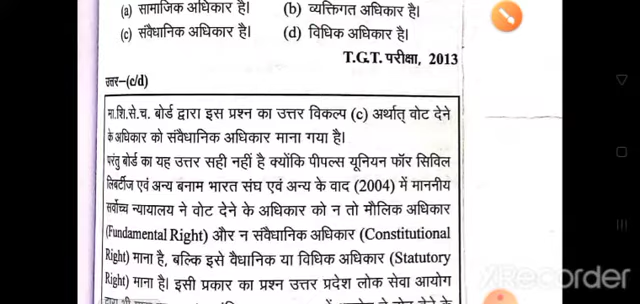 (a) सामाजिक अधिकार है। (b) व्यक्तिगत अधिकार है।
(c) संवैधानिक अधिकार है। (d) विधिक अधिकार है।
T.G.T. परीक्षा, 2013
उत्तर-(c/d)
मा.शि.से.च. बोर्ड द्वारा इस प्रश्न का उत्तर विकल्प (c) अर्थात् वोट देने
के अधिकार को संवैधानिक अधिकार माना गया है।
परंतु बोर्ड का यह उत्तर सही नहीं है क्योंकि पीपल्स यूनियन फॉर सिविल
लिबर्टीज एवं अन्य बनाम भारत संघ एवं अन्य के वाद (2004) में माननीय
सर्वोच्च न्यायालय ने वोट देने के अधिकार को न तो मौलिक अधिकार
(Fundamental Right) और न संवैधानिक अधिकार (Constitutional
Right) माना है, बल्कि इसे वैधानिक या विधिक अधिकार (Statutory
Right) माना है। इसी प्रकार का प्रश्न उत्तर प्रदेश लोक सेवा आयोग
XRecorder